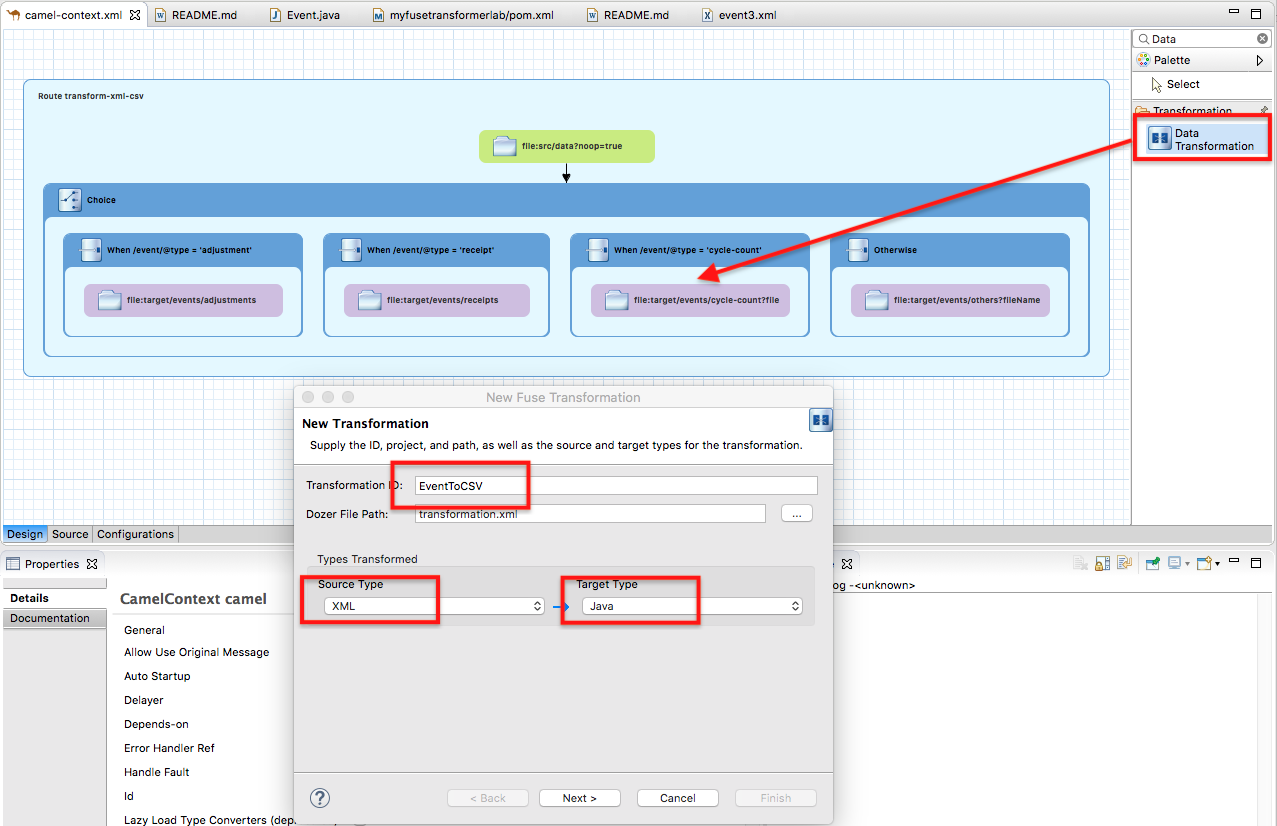 camel-context.xml
README.md
Event.java
myfusetransformerlab/pom.xml
README.md
event3.xml
Data
Palette
Select
Transformation
Data
Transformation
Route transform-xml-csv
file:src/data?noop=true
Choice
When /event/@type = 'adjustment'
When /event/@type = 'receipt'
When /event/@type = 'cycle-count'
Otherwise
file:target/events/adjustments
file:target/events/receipts
file:target/events/cycle-count?file
file:target/events/others?fileName
New Fuse Transformation
New Transformation
Supply the ID, project, and path, as well as the source and target types for the transformation.
Transformation ID:
EventToCSV
Dozer File Path:
transformation.xml
...
Types Transformed
Source Type
Target Type
XML
Java
?
< Back
Next >
Cancel
Finish
Design
Source
Configurations
Properties
Details
Documentation
CamelContext camel
General
Allow Use Original Message
Auto Startup
Delayer
Depends-on
Error Handler Ref
Handle Fault
Id
Lazy Load Type Converters (dep
og -<unknown>